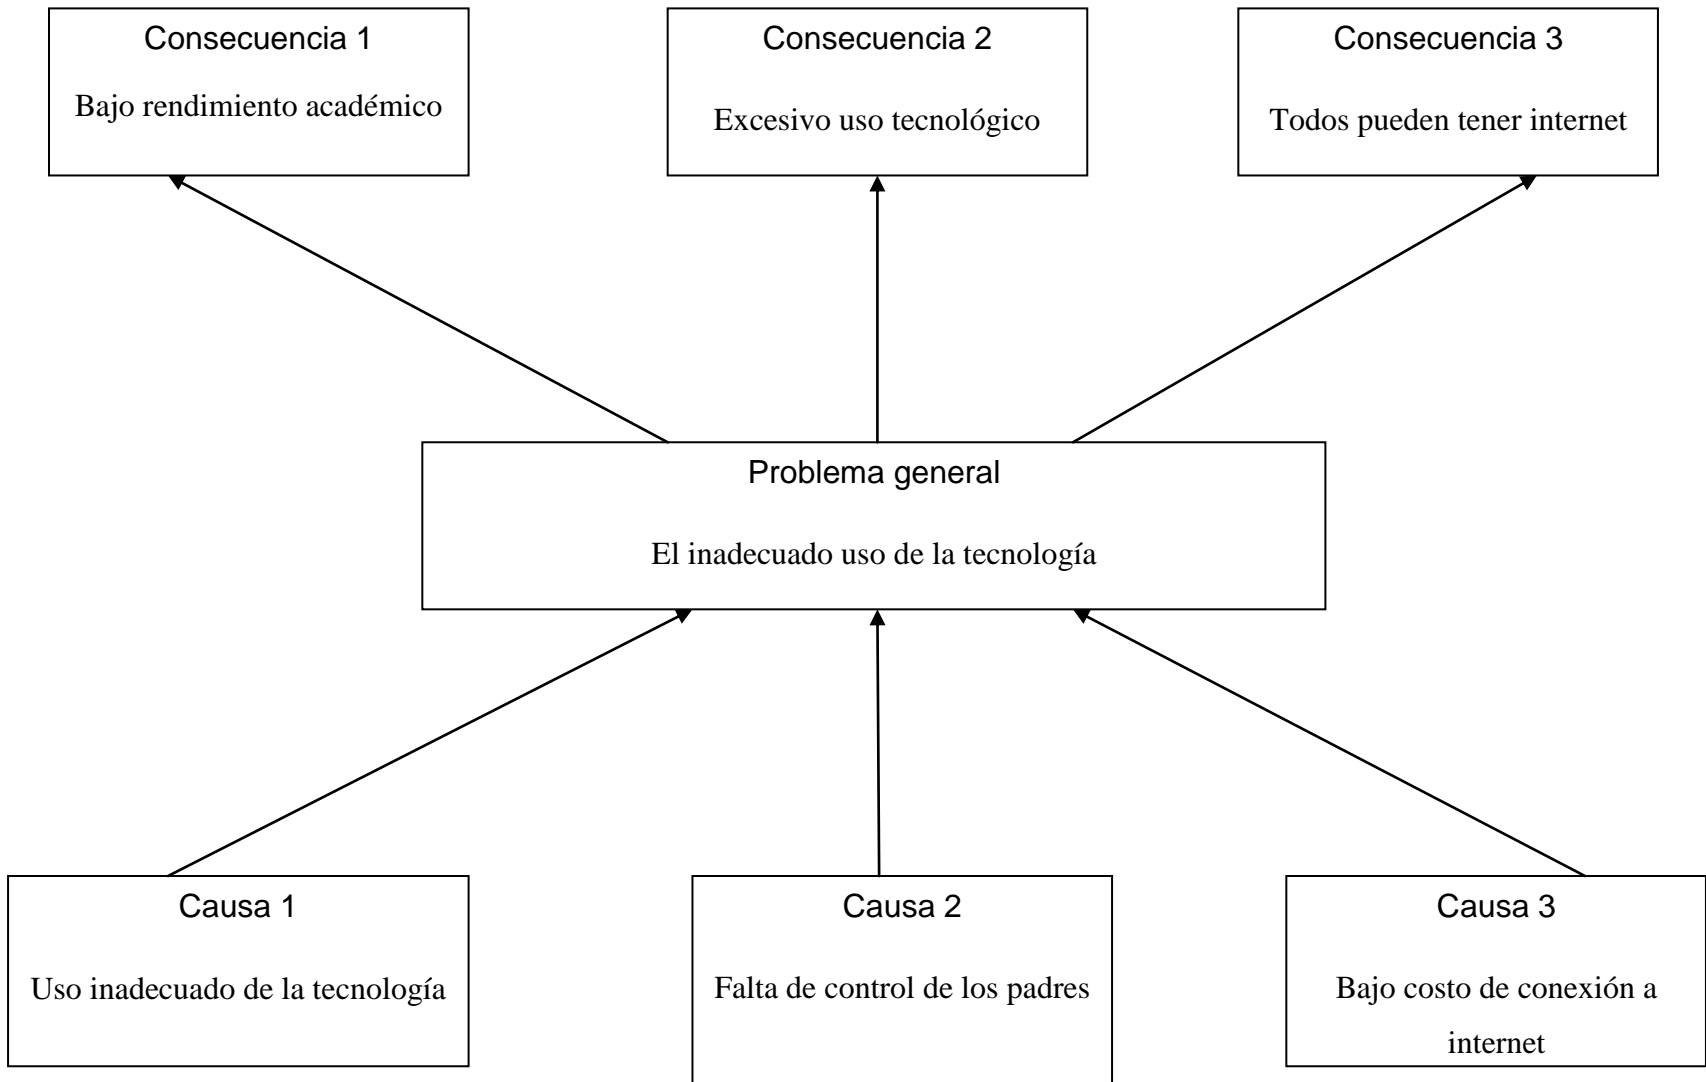 Consecuencia 1
Bajo rendimiento académico
Consecuencia 2
Excesivo uso tecnológico
Consecuencia 3
Todos pueden tener internet
Problema general
El inadecuado uso de la tecnología
Causa 1
Uso inadecuado de la tecnología
Causa 2
Falta de control de los padres
Causa 3
Bajo costo de conexión a
internet